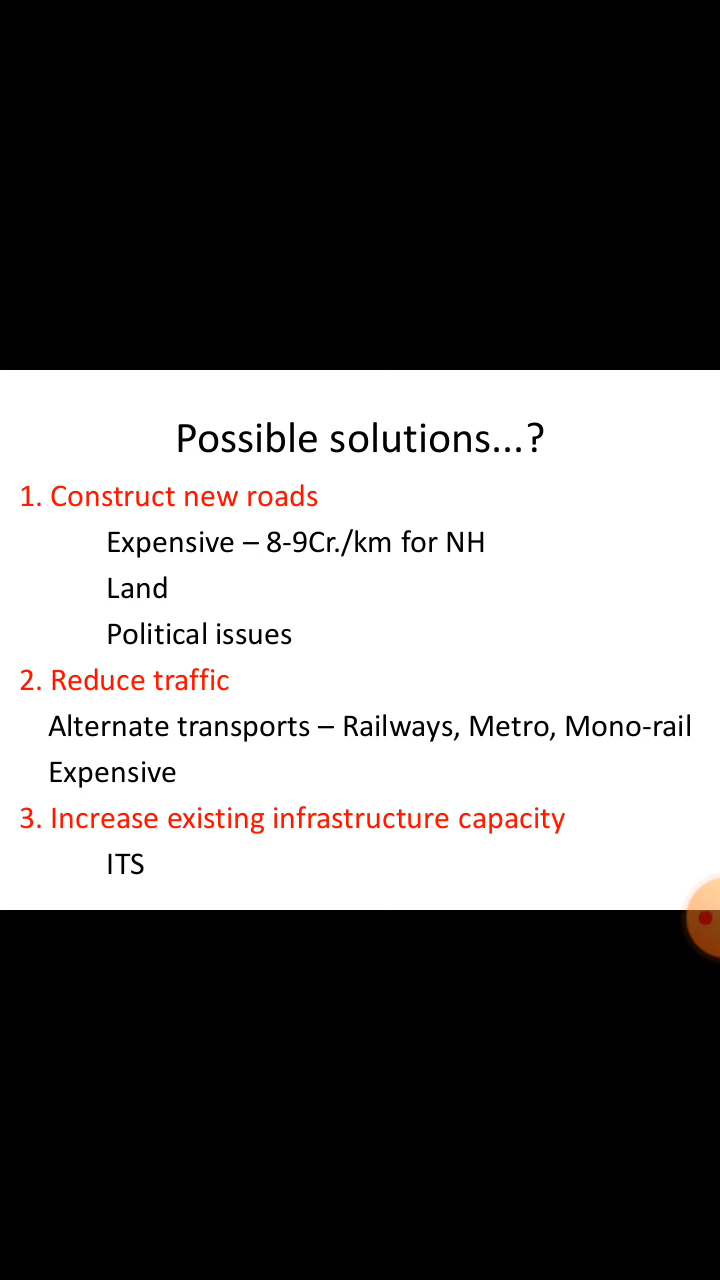 Possible solutions...?
1. Construct new roads
Expensive – 8-9Cr./km for NH
Land
Political issues
2. Reduce traffic
Alternate transports – Railways, Metro, Mono-rail
Expensive
3. Increase existing infrastructure capacity
ITS